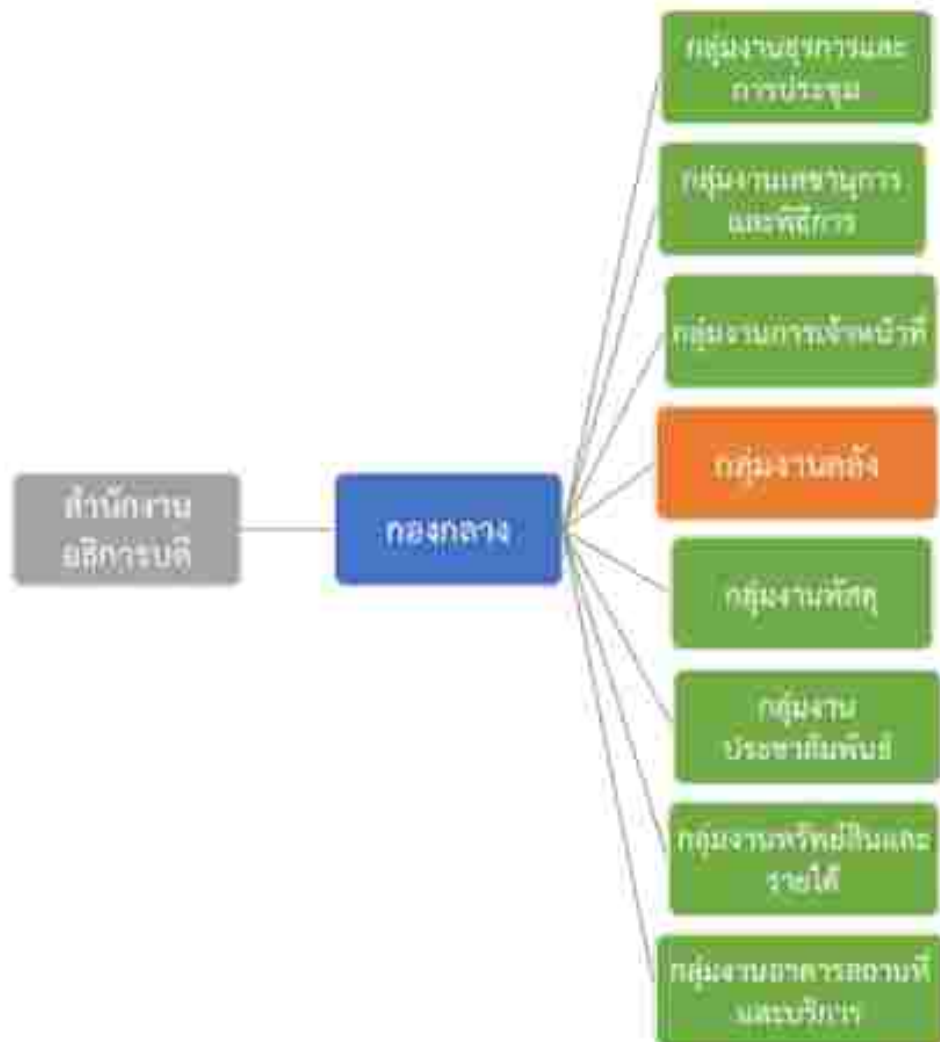 สำนักงาน
อธิการบดี
กองกลาง
กลุ่มงานธุรการและ
การประชุม
กลุ่มงานเลขานุการ
และพิธีการ
กลุ่มงานการเจ้าหน้าที่
กลุ่มงานคลัง
กลุ่มงานพัสดุ
กลุ่มงาน
ประชาสัมพันธ์
กลุ่มงานทรัพย์สินและ
รายได้
กลุ่มงานอาคารสถานที่
และบริการ